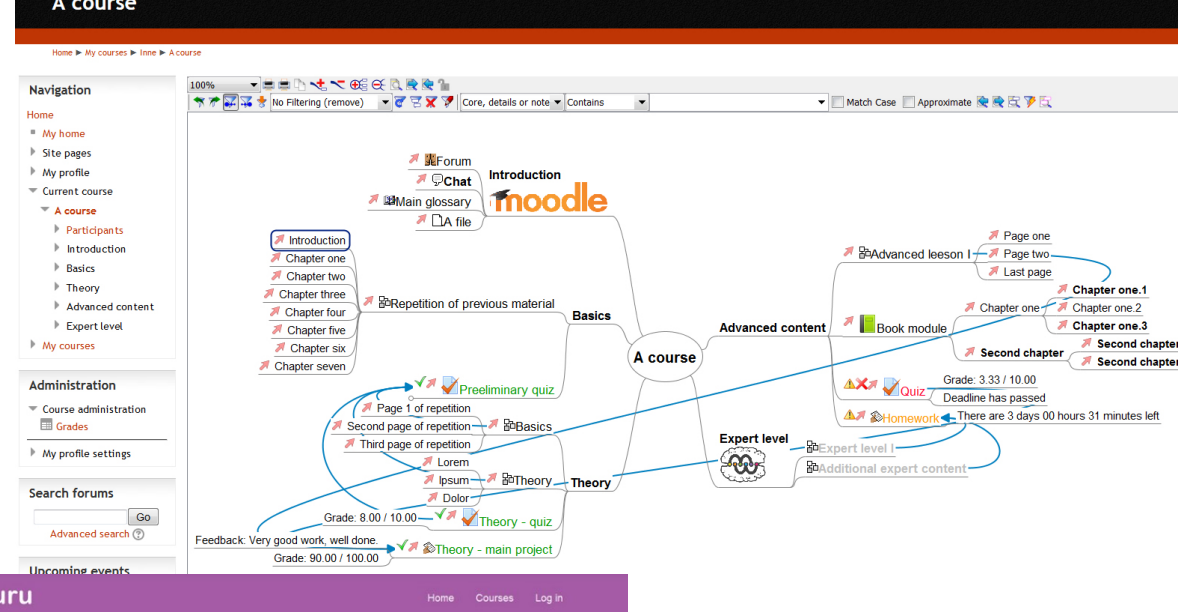 A course
Home ► My courses ► Inne ► A course
Navigation
Home
My home
Site pages
My profile
Current course
A course
Participants
Introduction
Basics
Theory
Advanced content
Expert level
My courses
Administration
Course administration
Grades
My profile settings
Search forums
Go
Advanced search
Upcoming events
100%
No Filtering (remove)
Core, details or note
Contains
Match Case
Approximate
Forum
Chat
Main glossary
A file
Introduction
moodle
Introduction
Chapter one
Chapter two
Chapter three
Chapter four
Chapter five
Chapter six
Chapter seven
Repetition of previous material
Basics
Preeliminary quiz
Page 1 of repetition
Second page of repetition
Third page of repetition
Basics
Lorem
Ipsum
Dolor
Theory
Theory
Grade: 8.00 / 10.00
Theory - quiz
Feedback: Very good work, well done.
Grade: 90.00 / 100.00
Theory - main project
A course
Advanced content
Advanced leeson I
Page one
Page two
Last page
Book module
Chapter one
Chapter one.1
Chapter one.2
Chapter one.3
Second chapter
Second chapter
Second chapter
Quiz
Grade: 3.33 / 10.00
Deadline has passed
Homework
There are 3 days 00 hours 31 minutes left
Expert level
Expert level I
Additional expert content
uru
Home
Courses
Log in